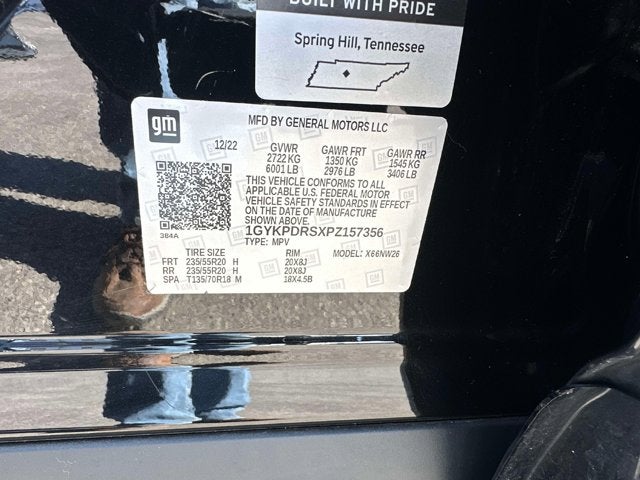 BUILT WITH PRIDE
Spring Hill, Tennessee
gm
MFD BY GENERAL MOTORS LLC
12/22 GVWR GAWR FRT GAWR RR
2722 KG 1350 KG 1545 KG
6001 LB 2976 LB 3406 LB
THIS VEHICLE CONFORMS TO ALL
APPLICABLE U.S. FEDERAL MOTOR
VEHICLE SAFETY STANDARDS IN EFFECT
ON THE DATE OF MANUFACTURE
SHOWN ABOVE.
384A 1GYKPDRSXPZ157356
TYPE: MPV MODEL: X66NW26
TIRE SIZE RIM
FRT 235/55R20 H 20X8J
RR 235/55R20 H 20X8J
SPA T135/70R18 M 18X4.5B